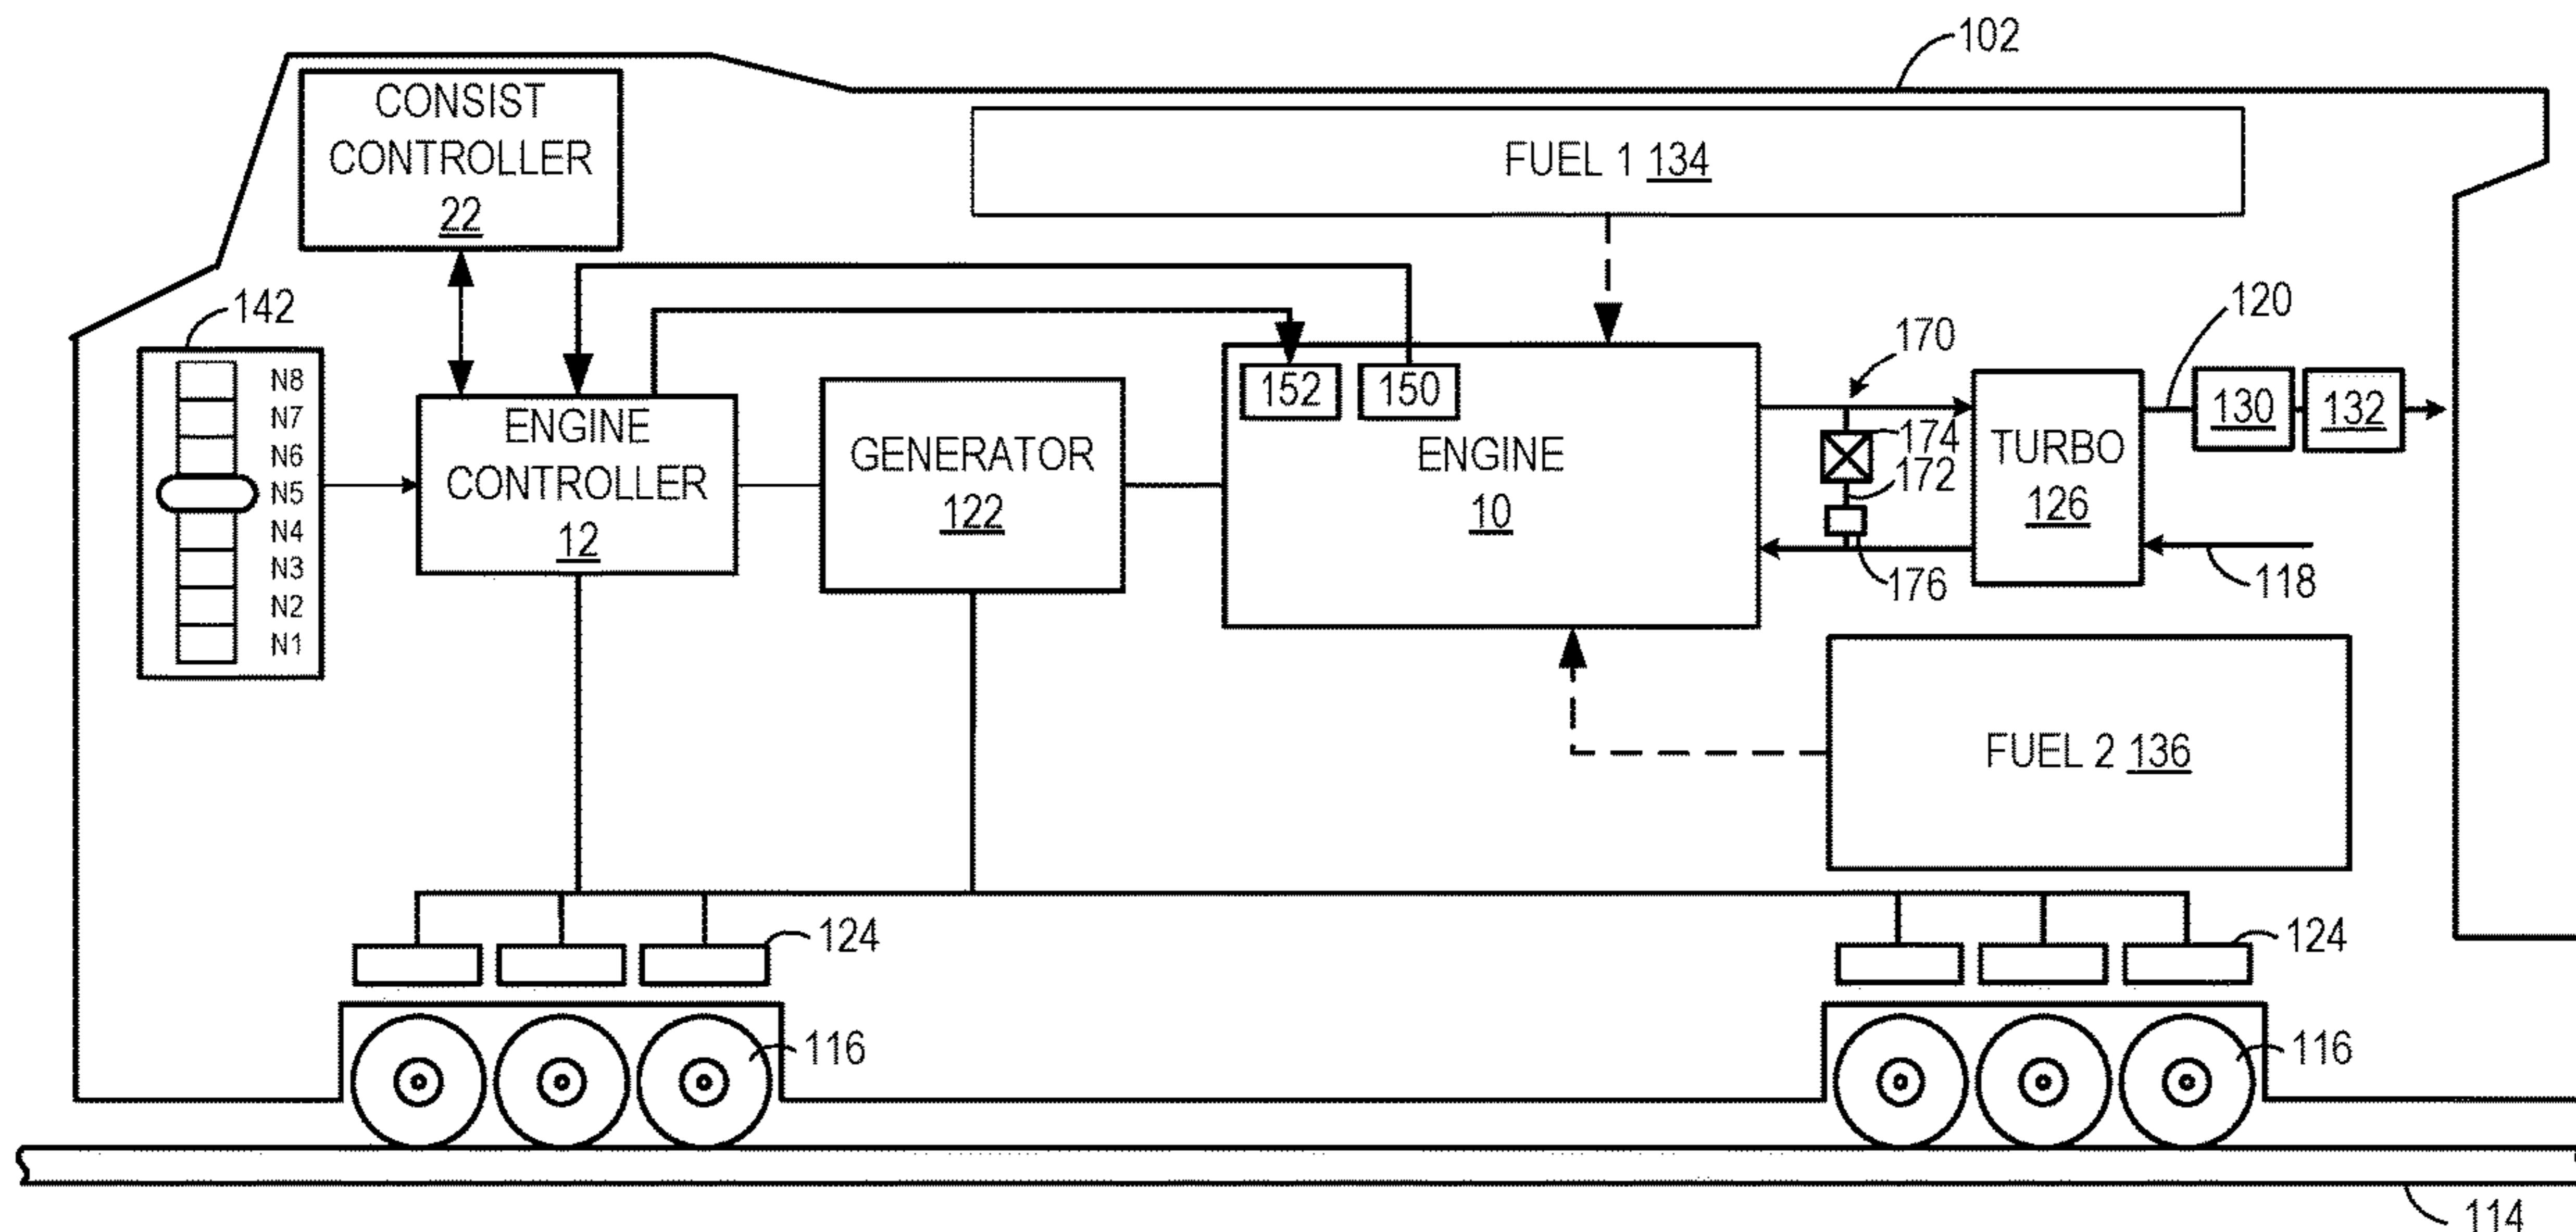 102
CONSIST
CONTROLLER
22
FUEL 1 134
142
N8
N7
N6
N5
N4
N3
N2
N1
ENGINE
CONTROLLER
12
GENERATOR
122
152
150
ENGINE
10
170
174
172
176
TURBO
126
120
130
132
118
FUEL 2 136
124
124
116
116
114